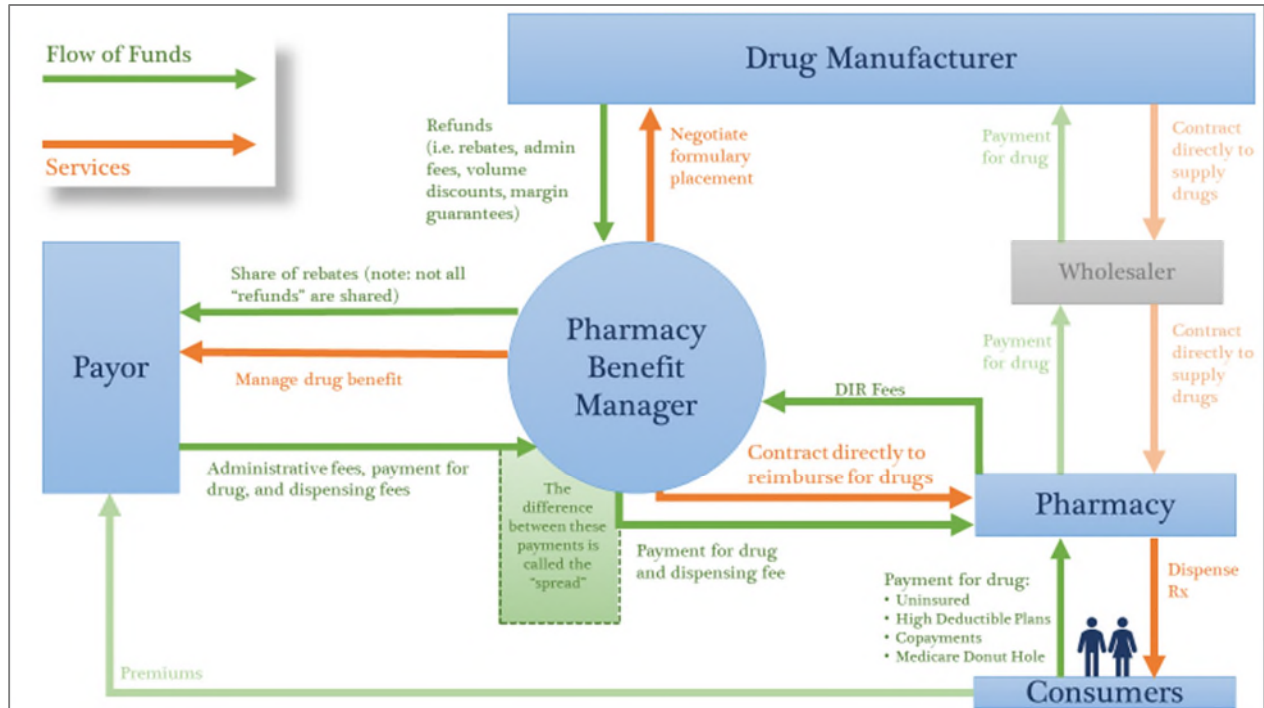 Flow of Funds
Services
Drug Manufacturer
Refunds
(i.e. rebates, admin
fees, volume
discounts, margin
guarantees)
Negotiate
formulary
placement
Payment
for drug
Contract
directly to
supply
drugs
Wholesaler
Payor
Share of rebates (note: not all
"refunds" are shared)
Manage drug benefit
Pharmacy
Benefit
Manager
Payment
for drug
Contract
directly to
supply
drugs
DIR Fees
Administrative fees, payment for
drug, and dispensing fees
Contract directly to
reimburse for drugs
The
difference
between these
payments is
called the
"spread"
Pharmacy
Payment for drug
and dispensing fee
Payment for drug:
• Uninsured
• High Deductible Plans
• Copayments
• Medicare Donut Hole
Dispense
Rx
Premiums
Consumers